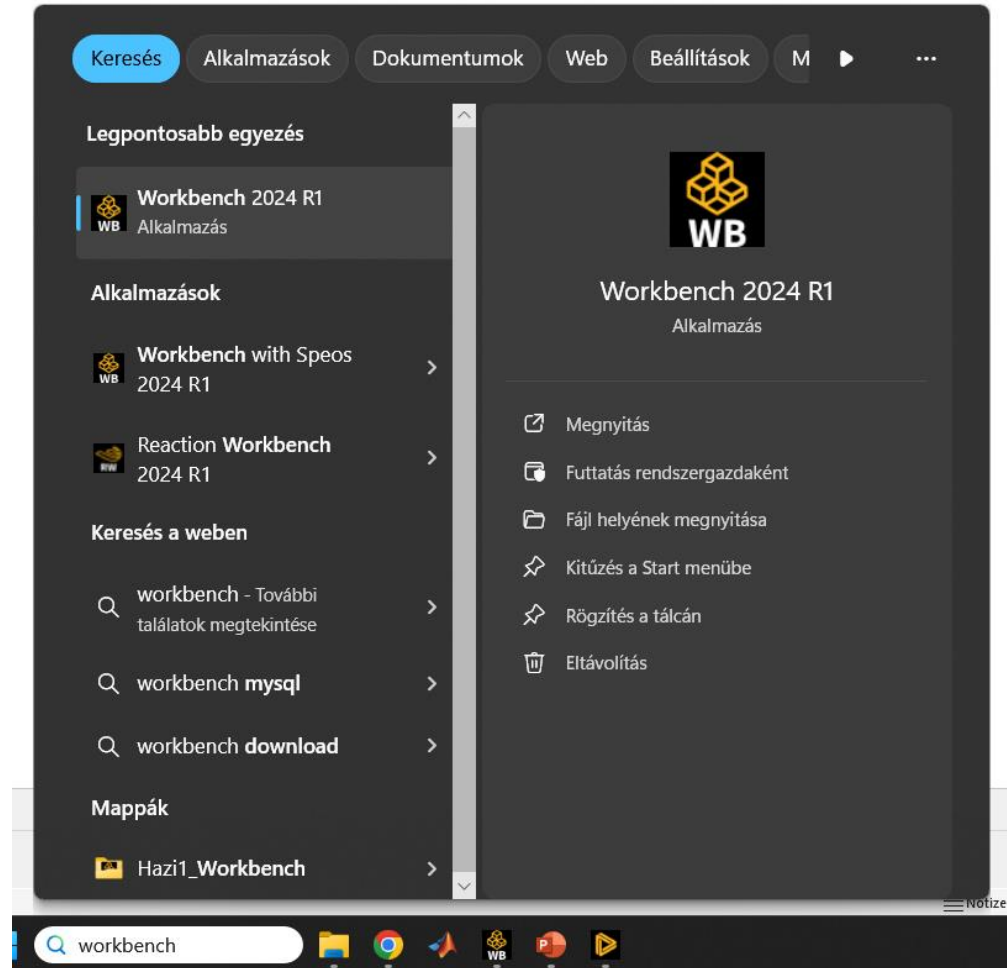 Keresés Alkalmazások Dokumentumok Web Beállítások M
Legpontosabb egyezés
Workbench 2024 R1
Alkalmazás
WB
Alkalmazások
Workbench with Speos
2024 R1
WB
Reaction Workbench
2024 R1
RW
Keresés a weben
workbench - További
találatok megtekintése
workbench mysql
workbench download
Mappák
Hazi1_Workbench
WB
Workbench 2024 R1
Alkalmazás
Megnyitás
Futtatás rendszergazdaként
Fájl helyének megnyitása
Kitűzés a Start menübe
Rögzítés a tálcán
Eltávolítás
Notize
workbench
WB
P